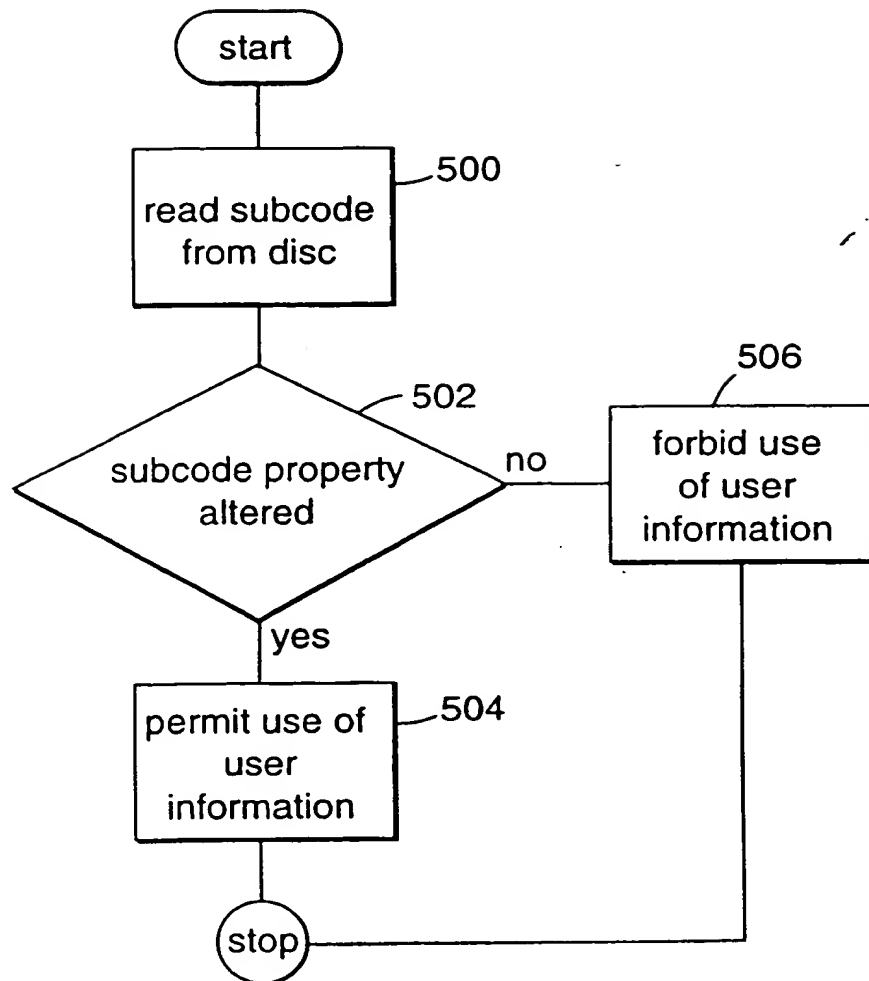 start
500
read subcode
from disc
502
subcode property
altered
no
506
forbid use
of user
information
yes
504
permit use of
user
information
stop